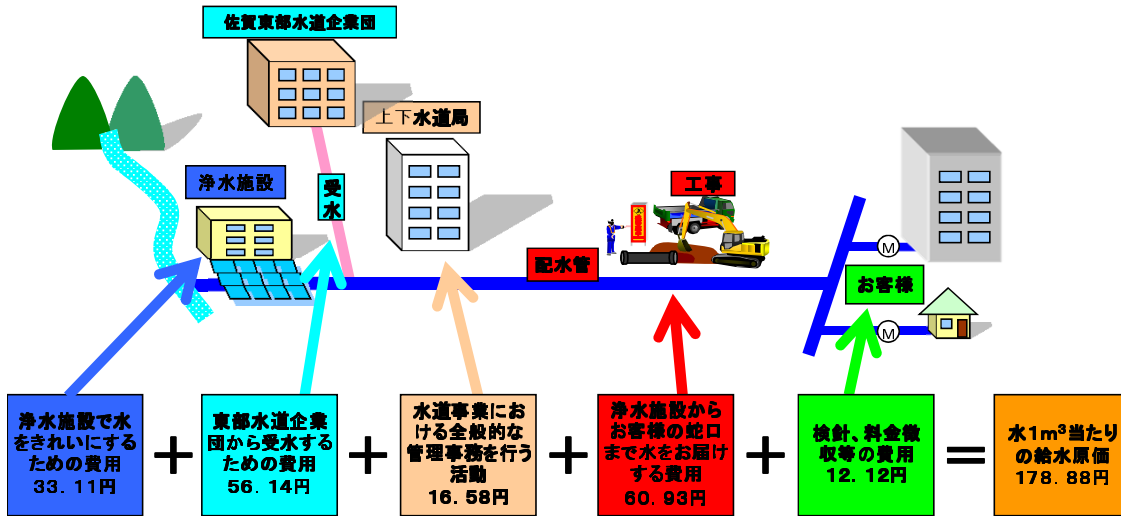 佐賀東部水道企業団
上下水道局
浄水施設
受
水
工事
配水管
お客様
M
M
浄水施設で水
をきれいにする
ための費用
33.11円
+
東部水道企業
団から受水する
ための費用
56.14円
+
水道事業にお
ける全般的な
管理事務を行う
活動
16.58円
+
浄水施設から
お客様の蛇口
まで水をお届け
する費用
60.93円
+
検針、料金徴
収等の費用
12.12円
=
水1m³当たり
の給水原価
178.88円